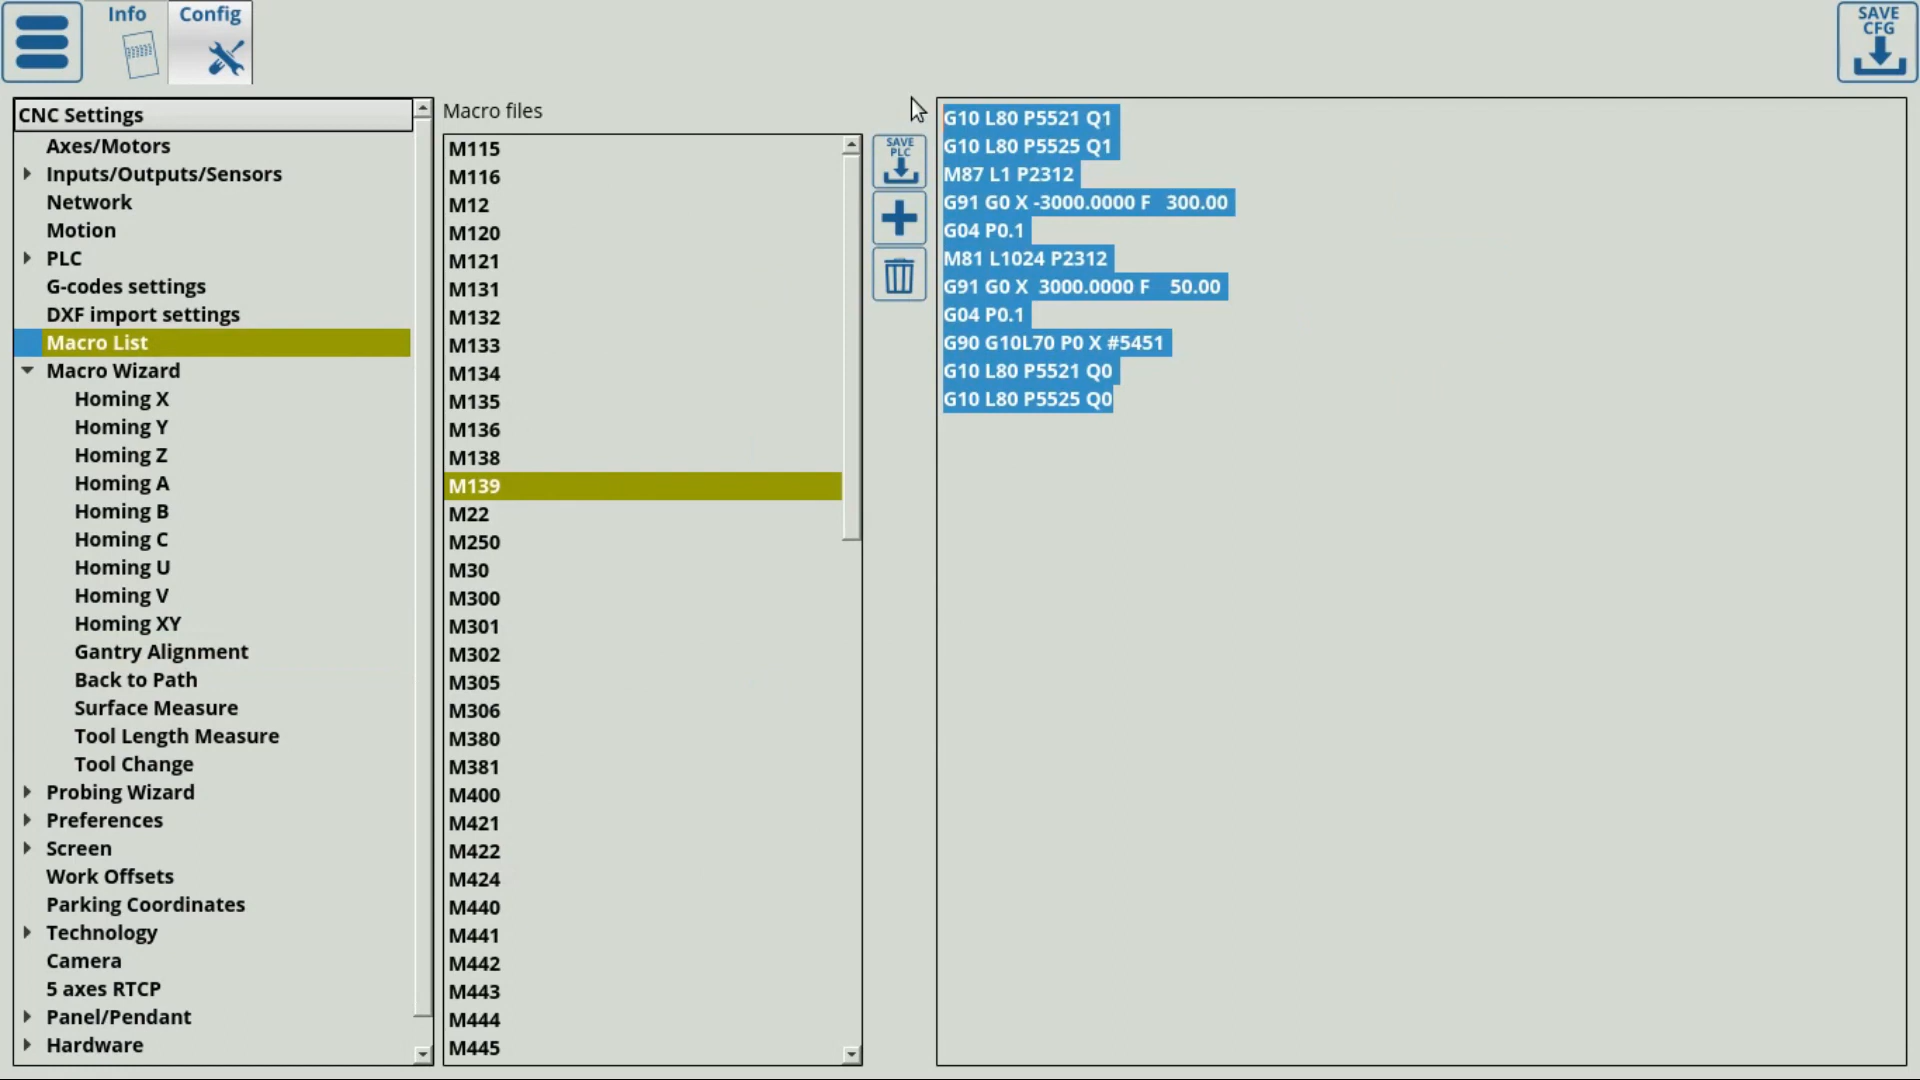 Info
Config
SAVE
CFG
CNC Settings
Axes/Motors
Inputs/Outputs/Sensors
Network
Motion
PLC
G-codes settings
DXF import settings
Macro List
Macro Wizard
Homing X
Homing Y
Homing Z
Homing A
Homing B
Homing C
Homing U
Homing V
Homing XY
Gantry Alignment
Back to Path
Surface Measure
Tool Length Measure
Tool Change
Probing Wizard
Preferences
Screen
Work Offsets
Parking Coordinates
Technology
Camera
5 axes RTCP
Panel/Pendant
Hardware
Macro files
M115
M116
M12
M120
M121
M131
M132
M133
M134
M135
M136
M138
M139
M22
M250
M30
M300
M301
M302
M305
M306
M380
M381
M400
M421
M422
M424
M440
M441
M442
M443
M444
M445
SAVE
PLC
G10 L80 P5521 Q1
G10 L80 P5525 Q1
M87 L1 P2312
G91 G0 X -3000.0000 F   300.00
G04 P0.1
M81 L1024 P2312
G91 G0 X  3000.0000 F    50.00
G04 P0.1
G90 G10L70 P0 X #5451
G10 L80 P5521 Q0
G10 L80 P5525 Q0